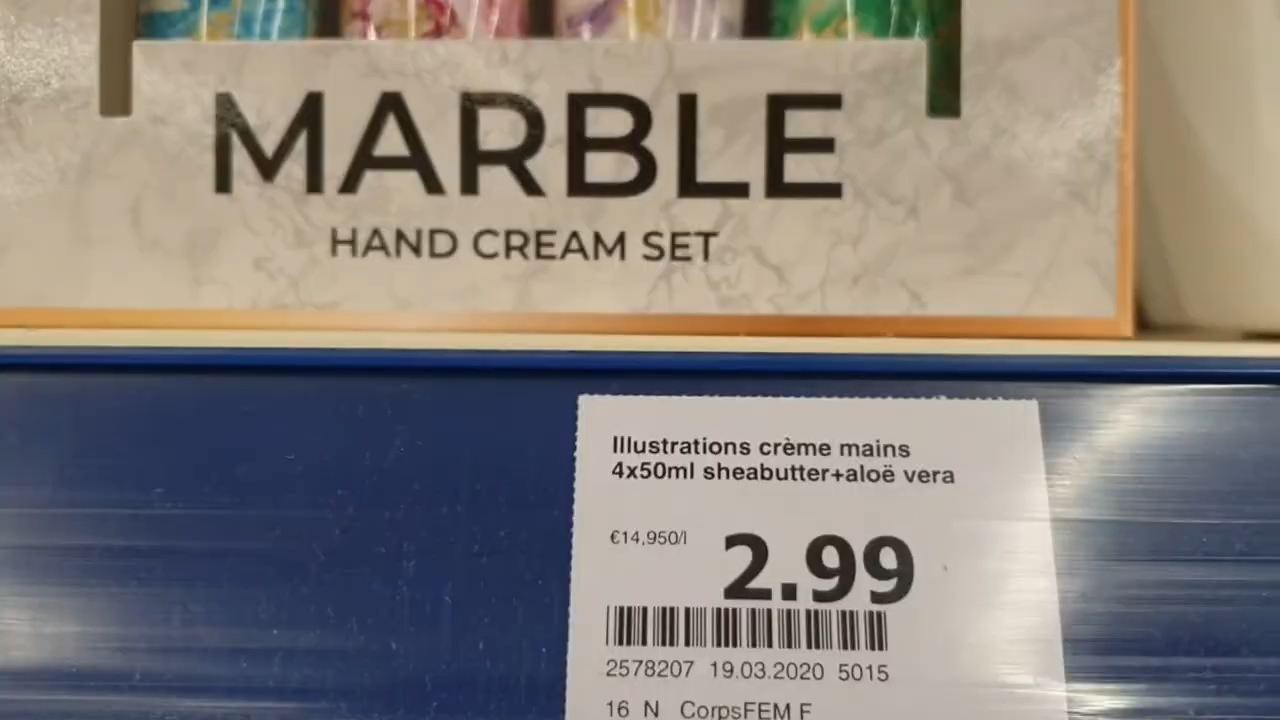 MARBLE
HAND CREAM SET
Illustrations crème mains
4x50ml sheabutter+aloë vera
€14,950/l
2.99
2578207 19.03.2020 5015
16 N CorpsFEM F